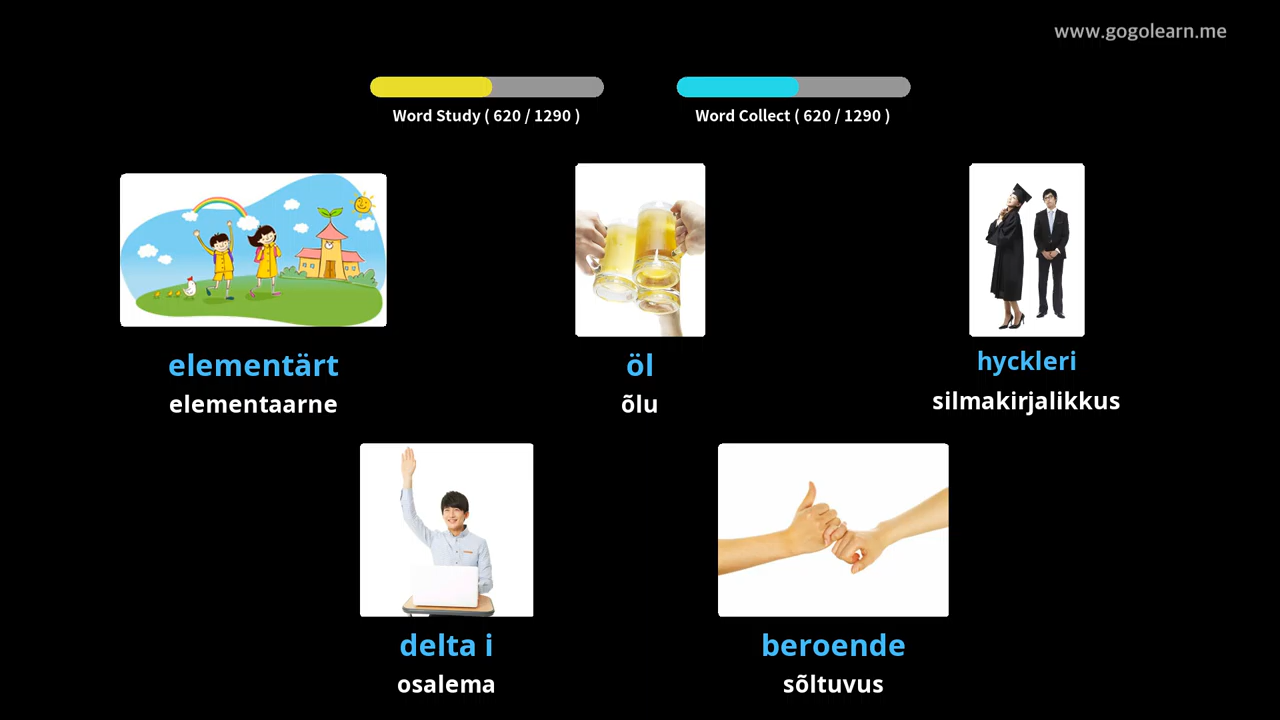 www.gogolearn.me
Word Study ( 620 / 1290 )
Word Collect ( 620 / 1290 )
elementärt
elementaarne
öl
õlu
hyckleri
silmakirjalikkus
delta i
osalema
beroende
sõltuvus